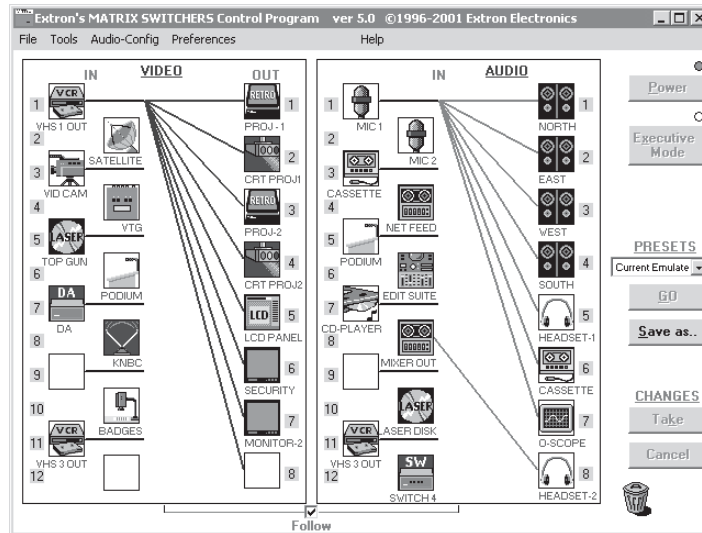 Extron's MATRIX SWITCHERS Control Program ver 5.0 ©1996-2001 Extron Electronics
File Tools Audio-Config Preferences Help
IN VIDEO OUT
1 VCR VHS 1 OUT
2 SATELLITE
3 VID CAM
4 VTG
5 LASER TOP GUN
6 PODIUM
7 DA DA
8 KNBC
9
10 BADGES
11 VCR VHS 3 OUT
12
RETRO PROJ-1 1
CRT PROJ1 2
RETRO PROJ-2 3
CRT PROJ2 4
LCD LCD PANEL 5
SECURITY 6
MONITOR-2 7
8
IN AUDIO
1 MIC 1
2 MIC 2
3 CASSETTE
4 NET FEED
5 PODIUM
6 EDIT SUITE
7 CD-PLAYER
8 MIXER OUT
9
10 LASER LASER DISK
11 VCR VHS 3 OUT
12 SW SWITCH 4
NORTH 1
EAST 2
WEST 3
SOUTH 4
HEADSET-1 5
CASSETTE 6
O-SCOPE 7
HEADSET-2 8
Follow
Power
Executive
Mode
PRESETS
Current Emulate
GO
Save as..
CHANGES
Take
Cancel